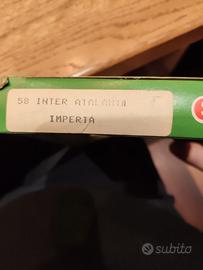 58 INTER ATALANTA
IMPERIA
subito